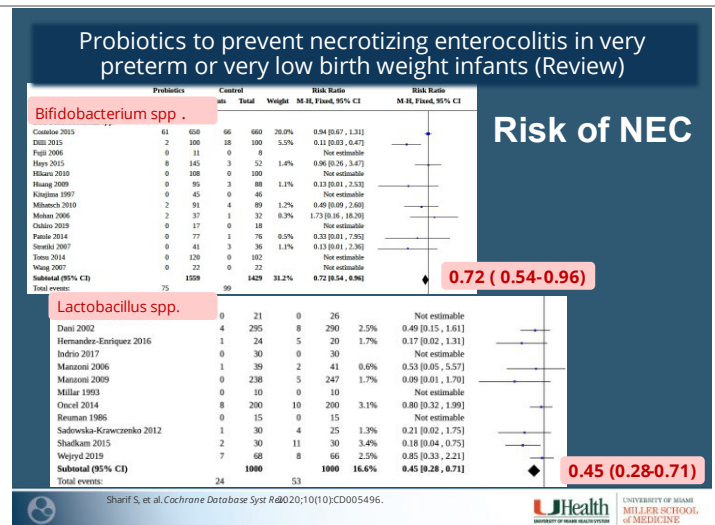 Probiotics to prevent necrotizing enterocolitis in very
preterm or very low birth weight infants (Review)
Probiotics Control Risk Ratio Risk Ratio
Total Weight M-H, Fixed, 95% CI M-H, Fixed, 95% CI
Bifidobacterium spp .
Risk of NEC
Costeloe 2015 61 650 66 660 20.0% 0.94 [0.67 , 1.31]
Dilli 2015 2 100 18 100 5.5% 0.11 [0.03 , 0.47]
Fujii 2006 0 11 0 8 Not estimable
Hays 2015 8 145 3 52 1.4% 0.96 [0.26 , 3.47]
Hikaru 2010 0 108 0 100 Not estimable
Huang 2009 0 95 3 88 1.1% 0.13 [0.01 , 2.53]
Kitajima 1997 0 45 0 46 Not estimable
Mihatsch 2010 2 91 4 89 1.2% 0.49 [0.09 , 2.60]
Mohan 2006 2 37 1 32 0.3% 1.73 [0.16 , 18.20]
Oshiro 2019 0 17 0 18 Not estimable
Patole 2014 0 77 1 76 0.5% 0.33 [0.01 , 7.95]
Stratiki 2007 0 41 3 36 1.1% 0.13 [0.01 , 2.36]
Totsu 2014 0 120 0 102 Not estimable
Wang 2007 0 22 0 22 Not estimable
Subtotal (95% CI) 1559 1429 31.2% 0.72 [0.54 , 0.96]
Total events: 75 99
0.72 ( 0.54-0.96)
Lactobacillus spp.
0 21 0 26 Not estimable
Dani 2002 4 295 8 290 2.5% 0.49 [0.15 , 1.61]
Hernandez-Enriquez 2016 1 24 5 20 1.7% 0.17 [0.02 , 1.31]
Indrio 2017 0 30 0 30 Not estimable
Manzoni 2006 1 39 2 41 0.6% 0.53 [0.05 , 5.57]
Manzoni 2009 0 238 5 247 1.7% 0.09 [0.01 , 1.70]
Millar 1993 0 10 0 10 Not estimable
Oncel 2014 8 200 10 200 3.1% 0.80 [0.32 , 1.99]
Reuman 1986 0 15 0 15 Not estimable
Sadowska-Krawczenko 2012 1 30 4 25 1.3% 0.21 [0.02 , 1.75]
Shadkam 2015 2 30 11 30 3.4% 0.18 [0.04 , 0.75]
Wejryd 2019 7 68 8 66 2.5% 0.85 [0.33 , 2.21]
Subtotal (95% CI) 1000 1000 16.6% 0.45 [0.28 , 0.71]
Total events: 24 53
0.45 (0.28-0.71)
Sharif S, et al. Cochrane Database Syst 2020;10(10):CD005496.
UHealth
UNIVERSITY OF MIAMI HEALTH SYSTEM
UNIVERSITY OF MIAMI
MILLER SCHOOL
of MEDICINE